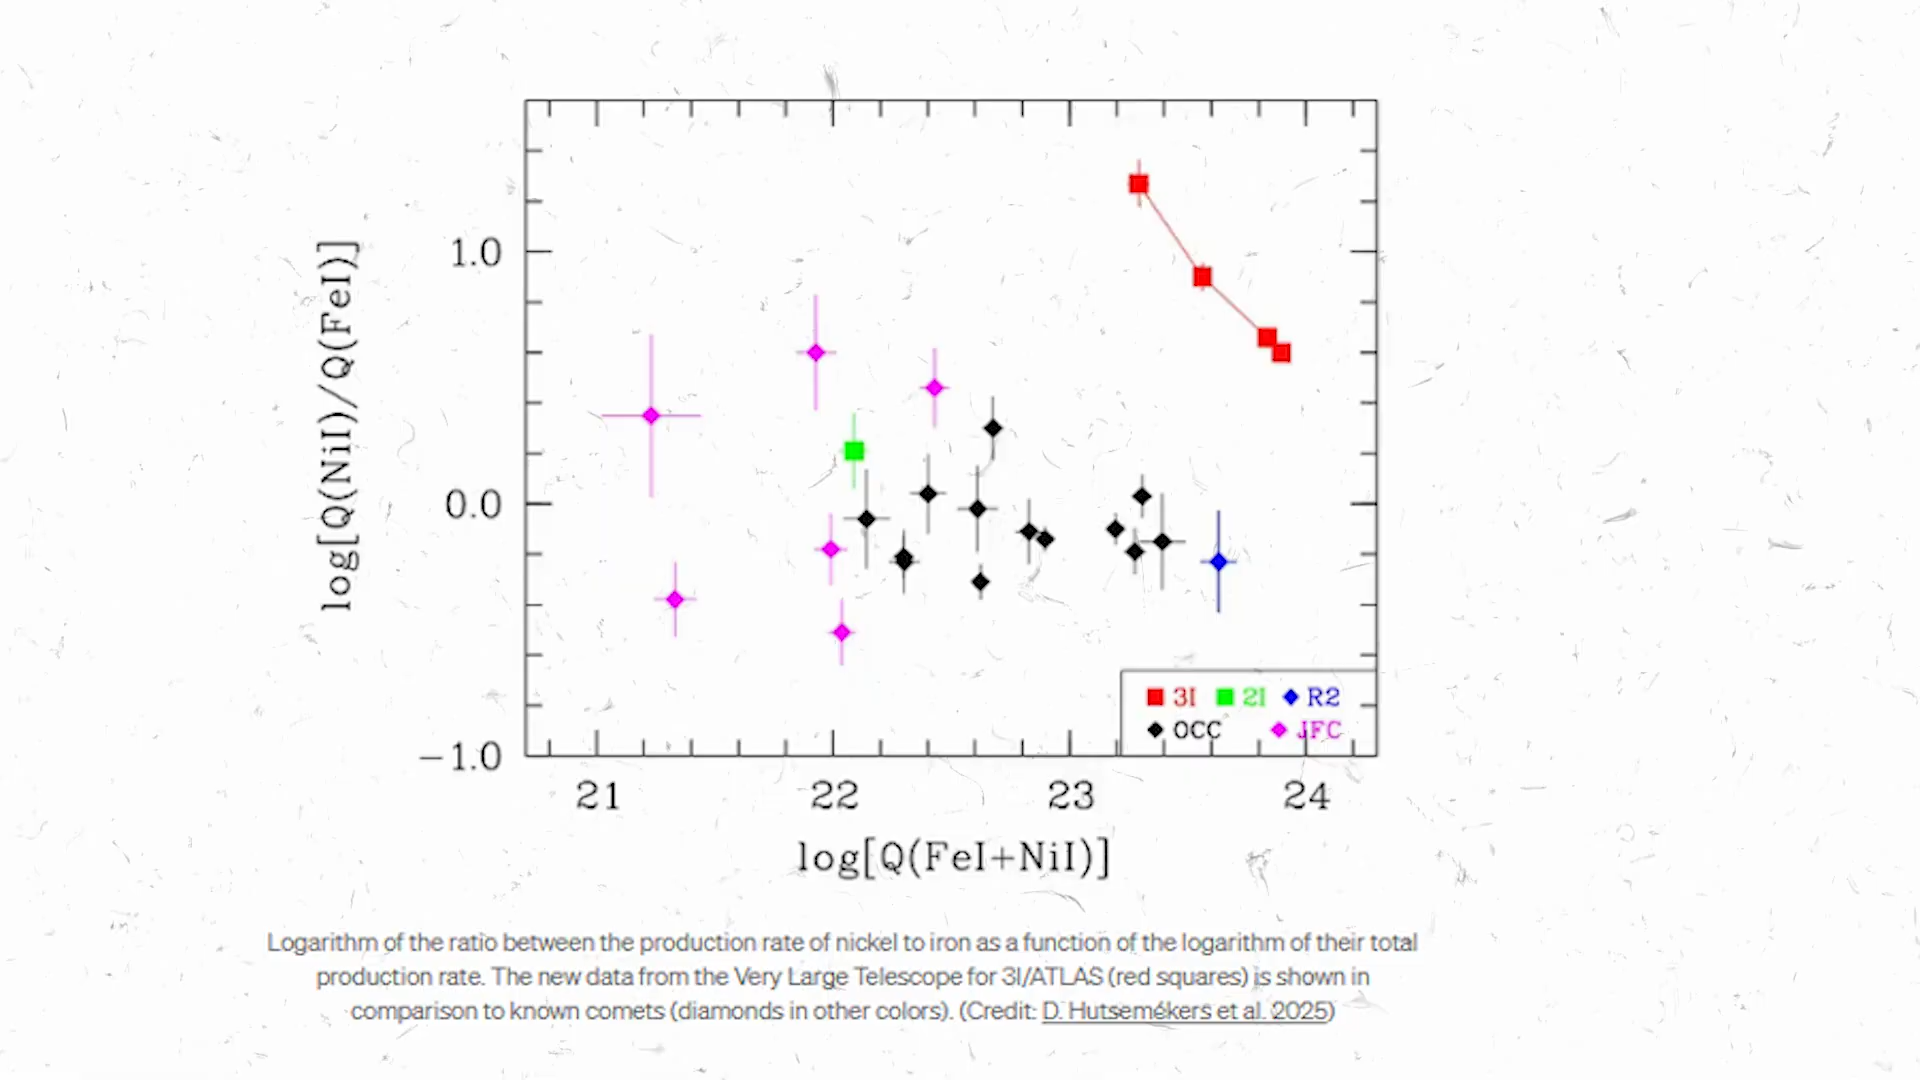 log[Q(NiI)/Q(FeI)]
1.0
0.0
−1.0
3I 2I R2
OCC JFC
21 22 23 24
log[Q(FeI+NiI)]
Logarithm of the ratio between the production rate of nickel to iron as a function of the logarithm of their total
production rate. The new data from the Very Large Telescope for 3I/ATLAS (red squares) is shown in
comparison to known comets (diamonds in other colors). (Credit: D. Hutsemékers et al. 2025)